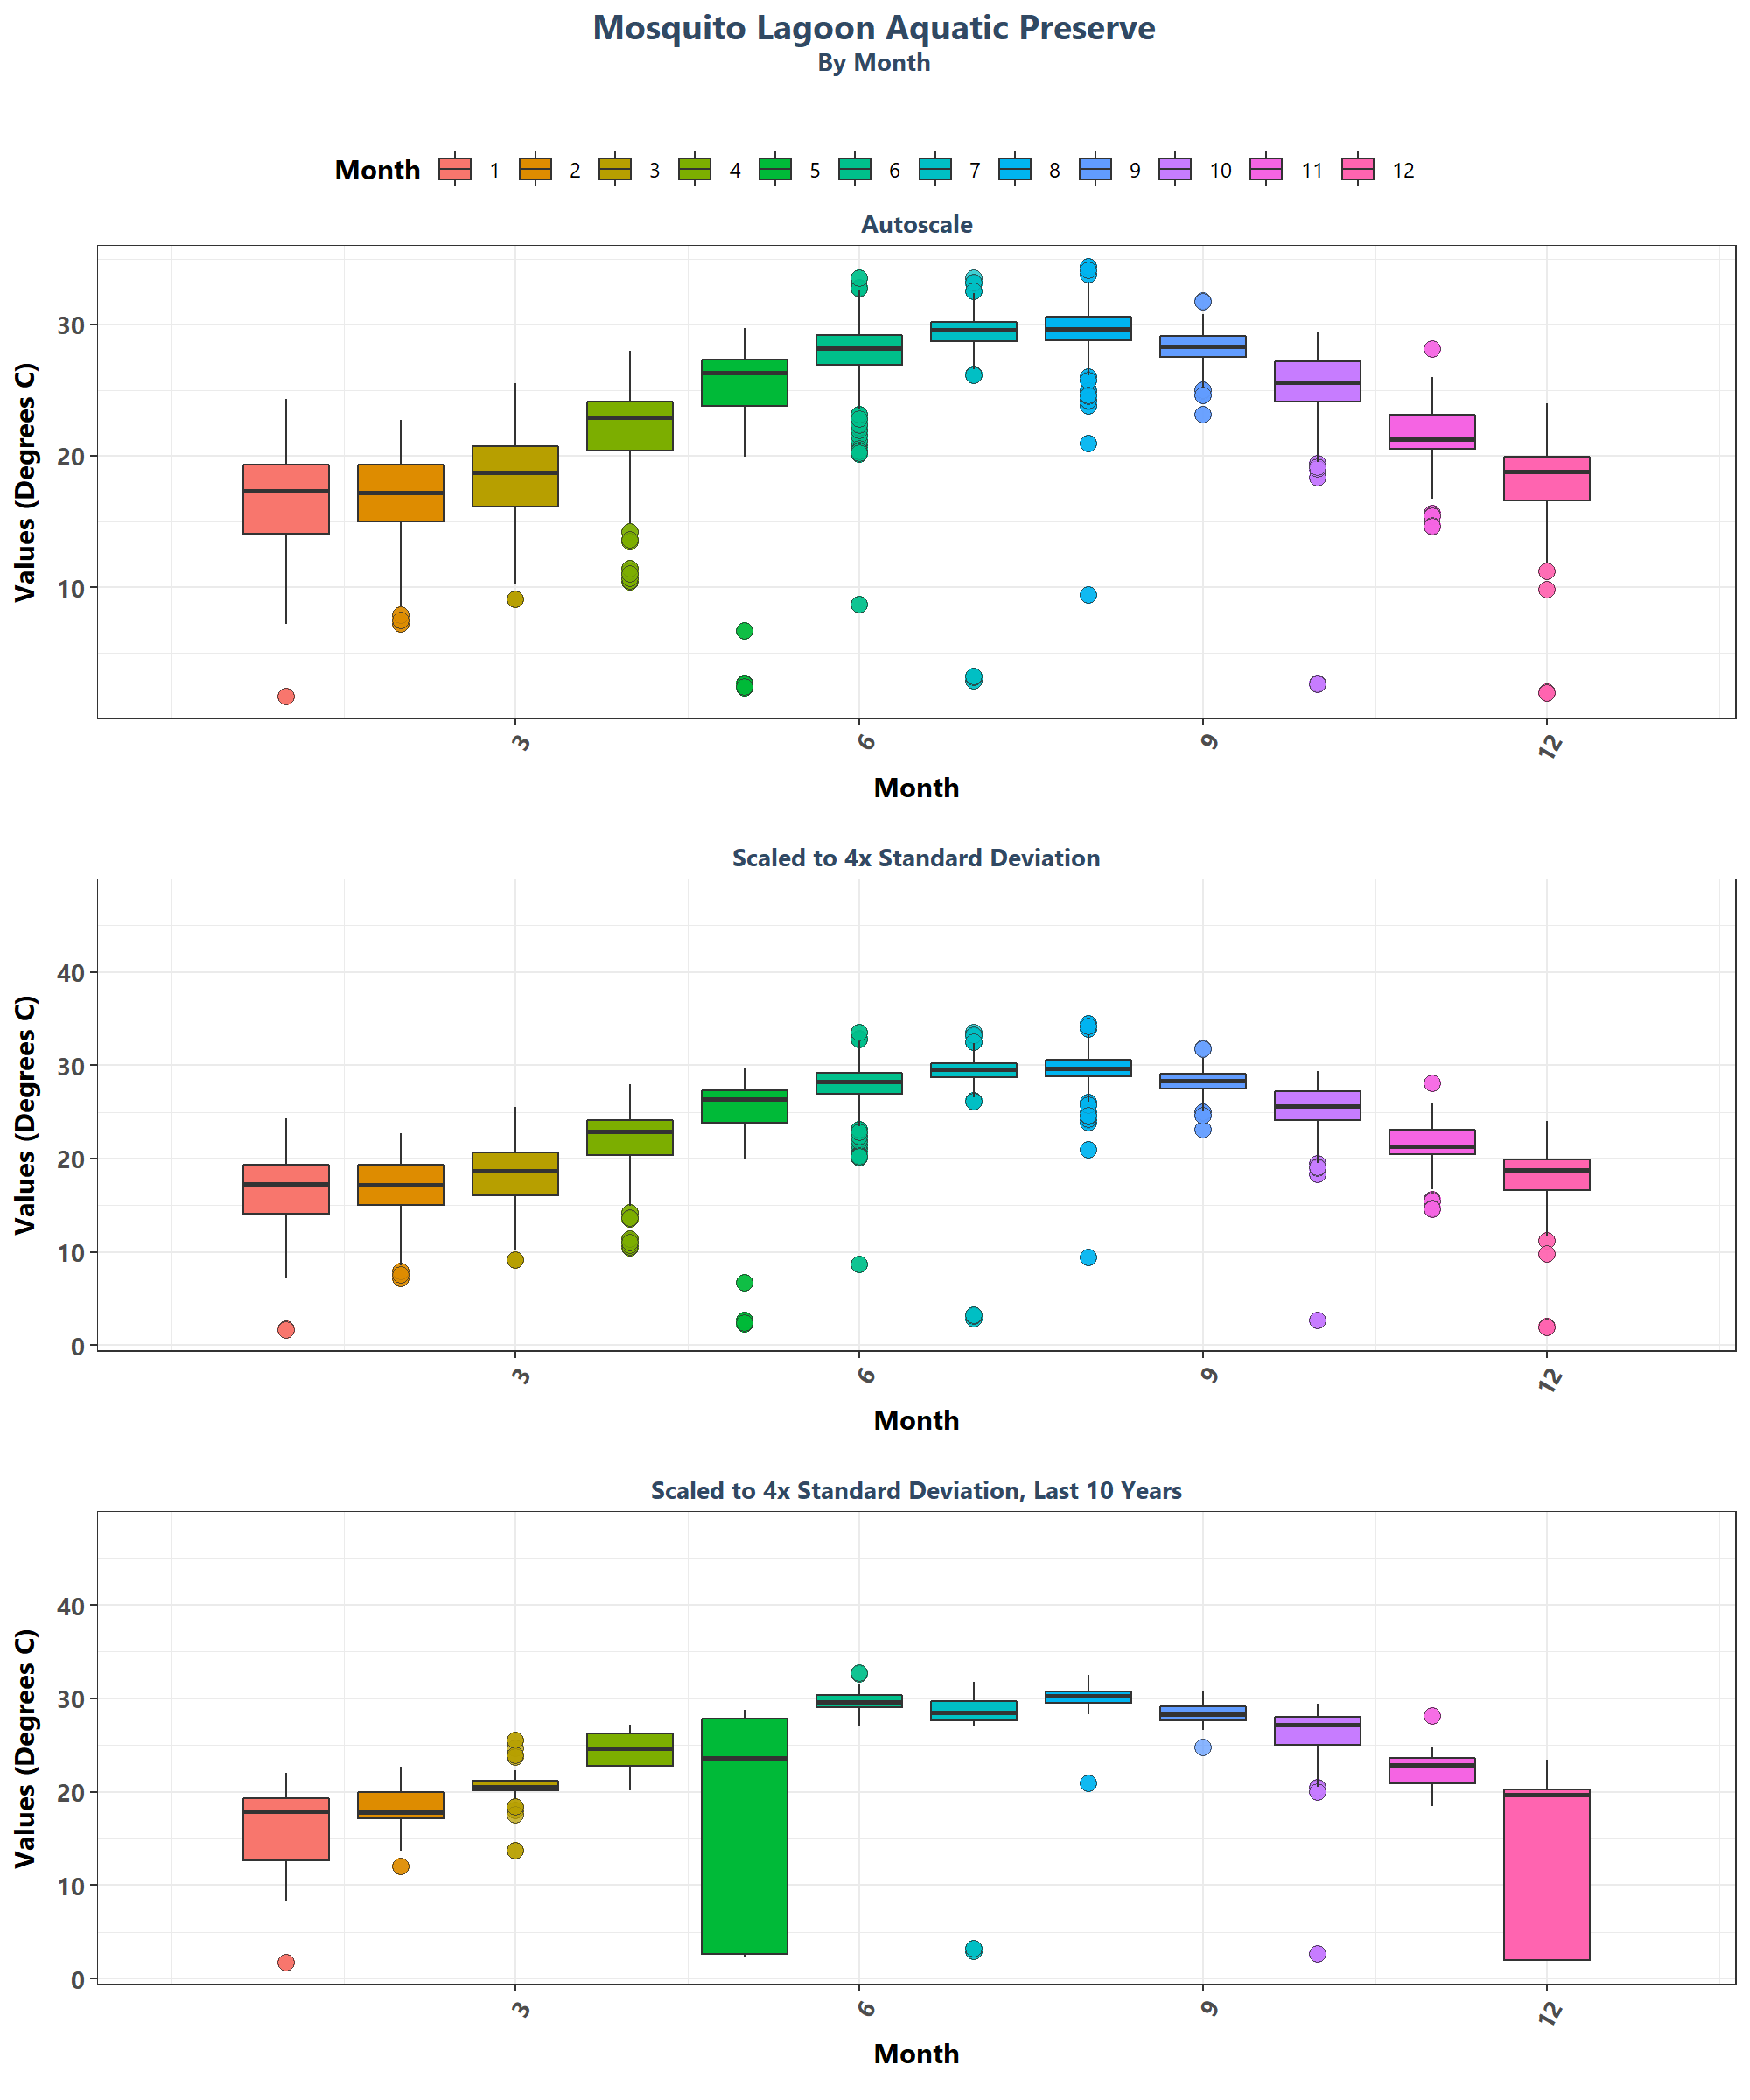 Mosquito Lagoon Aquatic Preserve
By Month
Month 1 2 3 4 5 6 7 8 9 10 11 12
Autoscale
Values (Degrees C)
30
20
10
3 6 9 12
Month
Scaled to 4x Standard Deviation
Values (Degrees C)
40
30
20
10
0
3 6 9 12
Month
Scaled to 4x Standard Deviation, Last 10 Years
Values (Degrees C)
40
30
20
10
0
3 6 9 12
Month